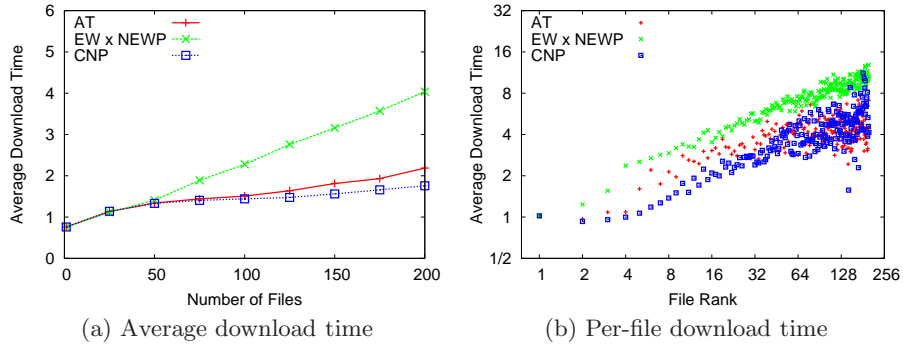 6
5
4
3
2
1
0
0
50
100
150
200
Average Download Time
Number of Files
AT
EW x NEWP
CNP
(a) Average download time
32
16
8
4
2
1
1/2
1
2
4
8
16
32
64
128
256
Average Download Time
File Rank
AT
EW x NEWP
CNP
(b) Per-file download time